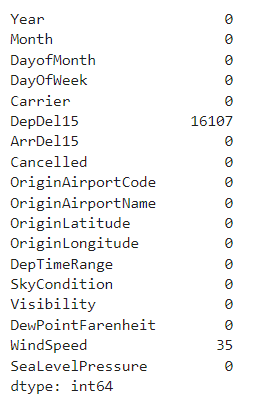 Year 0
Month 0
DayofMonth 0
DayOfWeek 0
Carrier 0
DepDel15 16107
ArrDel15 0
Cancelled 0
OriginAirportCode 0
OriginAirportName 0
OriginLatitude 0
OriginLongitude 0
DepTimeRange 0
SkyCondition 0
Visibility 0
DewPointFarenheit 0
WindSpeed 35
SeaLevelPressure 0
dtype: int64